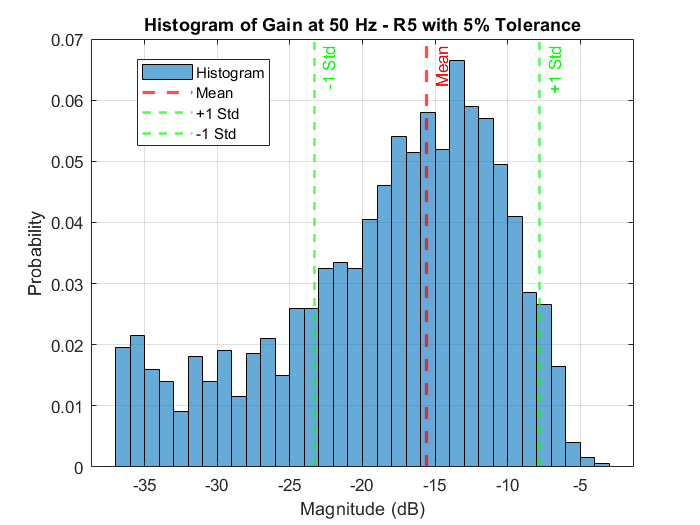 Histogram of Gain at 50 Hz - R5 with 5% Tolerance
0.07
0.06
0.05
0.04
0.03
0.02
0.01
0
Probability
Histogram
Mean
+1 Std
-1 Std
-1 Std
Mean
+1 Std
-35 -30 -25 -20 -15 -10 -5
Magnitude (dB)